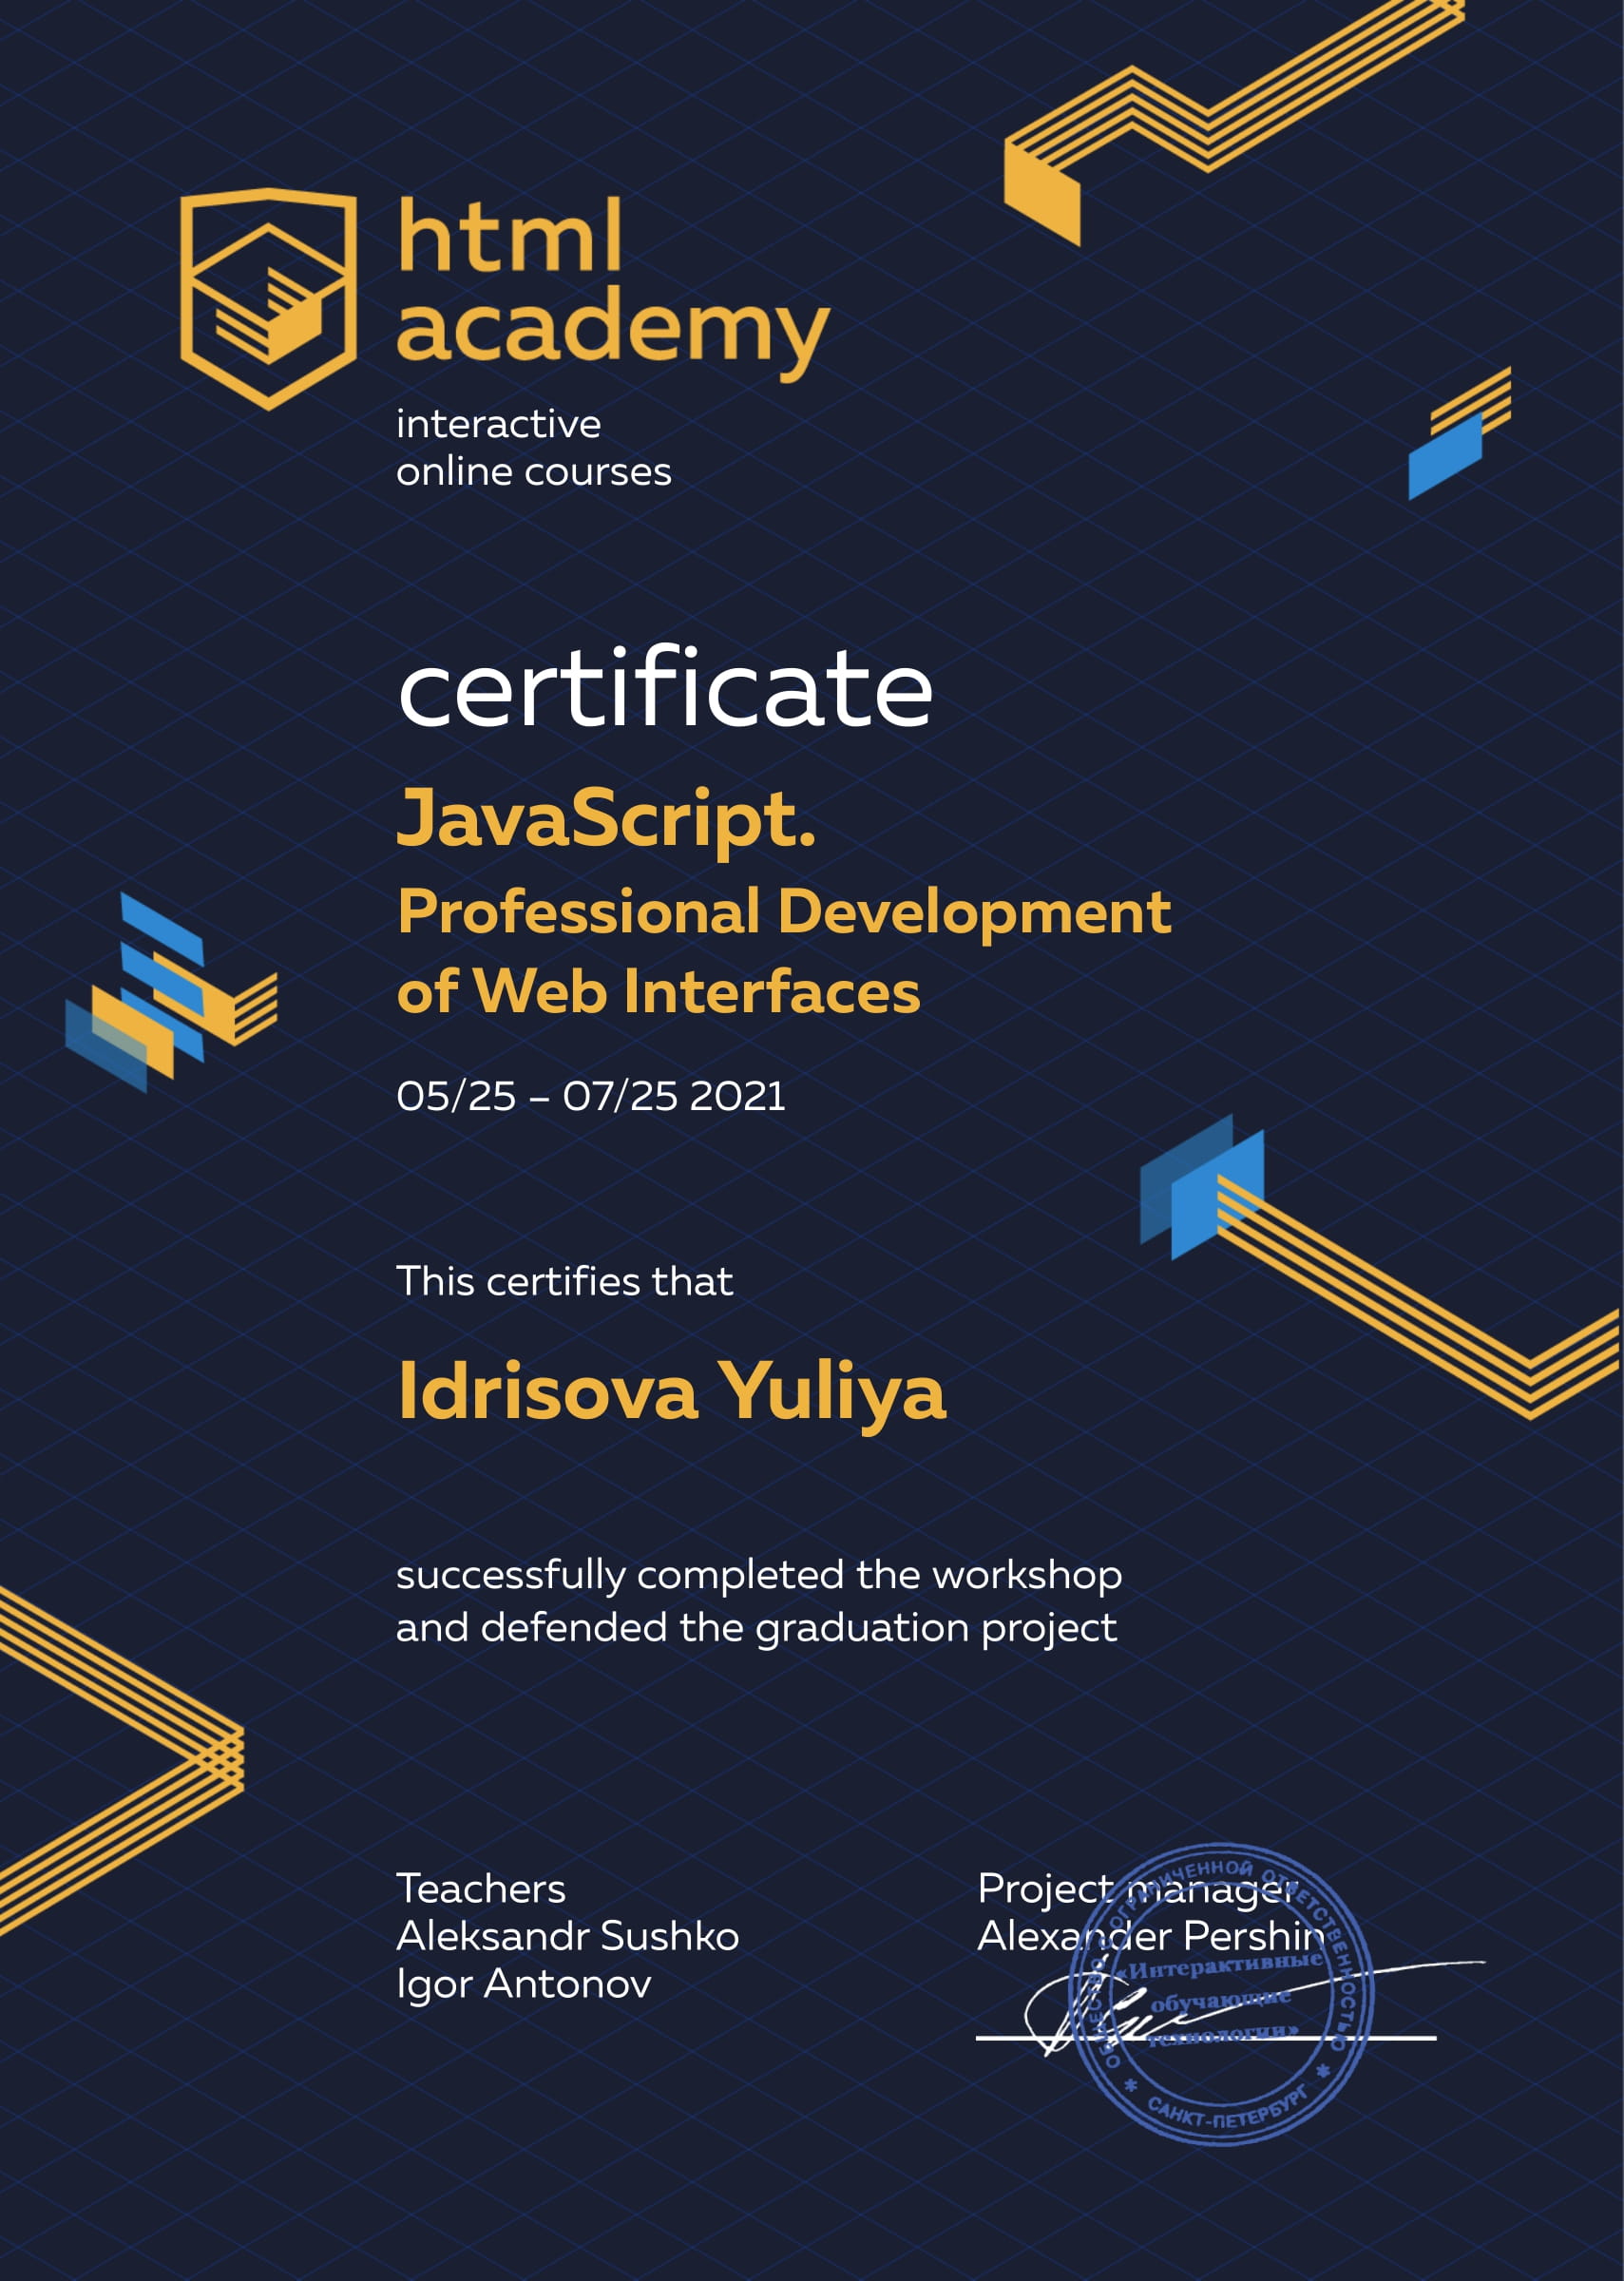 html
academy
interactive
online courses
certificate
JavaScript.
Professional Development
of Web Interfaces
05/25 – 07/25 2021
This certifies that
Idrisova Yuliya
successfully completed the workshop
and defended the graduation project
Teachers
Aleksandr Sushko
Igor Antonov
Project manager
Alexander Pershin
ОБЩЕСТВО С ОГРАНИЧЕННОЙ ОТВЕТСТВЕННОСТЬЮ
«Интерактивные
обучающие
технологии»
* САНКТ-ПЕТЕРБУРГ *